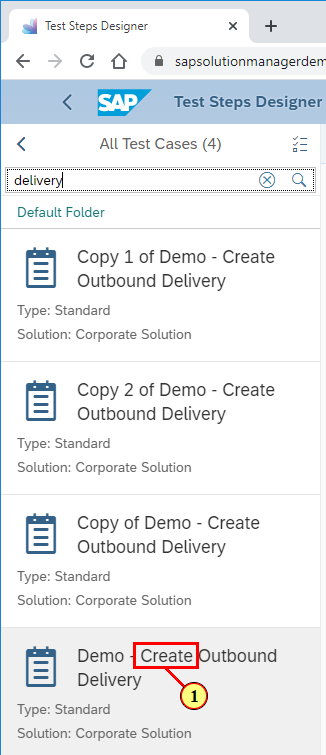 Test Steps Designer
sapsolutionmanagerdem
SAP Test Steps Designer
All Test Cases (4)
delivery
Default Folder
Copy 1 of Demo - Create
Outbound Delivery
Type: Standard
Solution: Corporate Solution
Copy 2 of Demo - Create
Outbound Delivery
Type: Standard
Solution: Corporate Solution
Copy of Demo - Create
Outbound Delivery
Type: Standard
Solution: Corporate Solution
Demo - Create Outbound
Delivery
1
Type: Standard
Solution: Corporate Solution